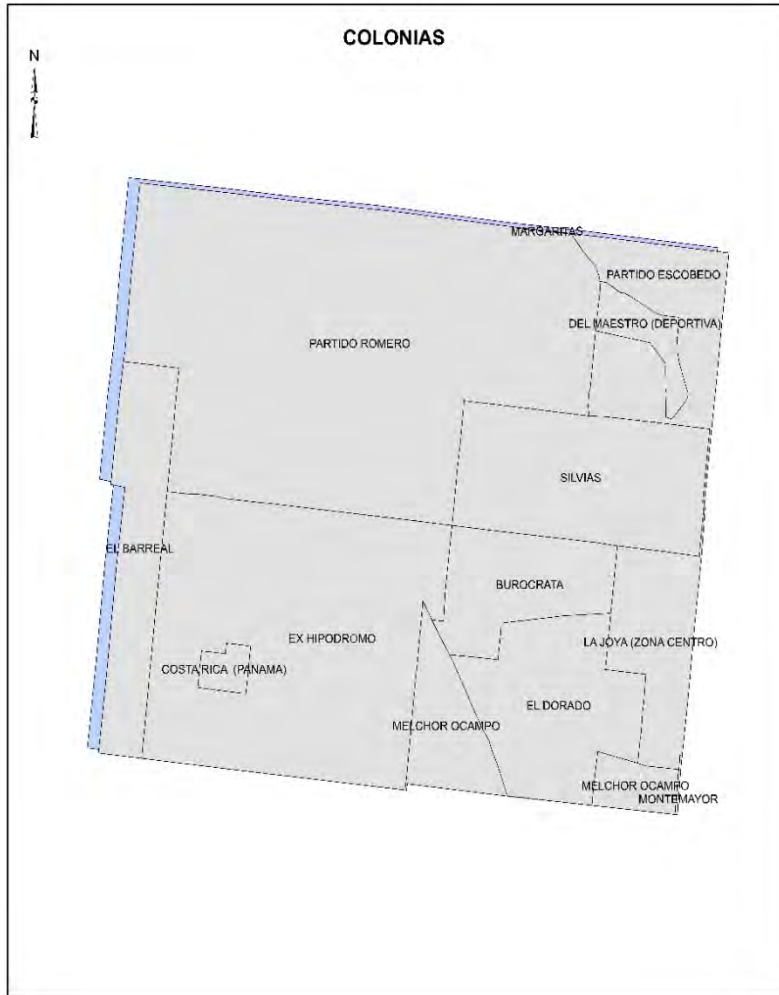 COLONIAS
N
MARGARITAS
PARTIDO ESCOBEDO
DEL MAESTRO (DEPORTIVA)
PARTIDO ROMERO
SILVIAS
EL BARREAL
BUROCRATA
EX HIPODROMO
LA JOYA (ZONA CENTRO)
COSTA RICA (PANAMA)
EL DORADO
MELCHOR OCAMPO
MELCHOR OCAMPO
MONTEMAYOR